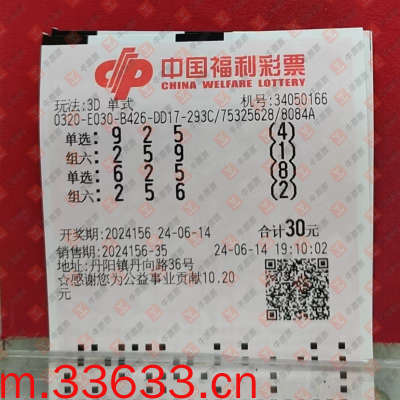 中国福利彩票
CHINA WELFARE LOTTERY
玩法:3D 单式 机号:34050166
0320-E030-B426-DD17-293C/75325628/8084A
单选: 9 2 5 (4)
组六: 2 5 9 (1)
单选: 6 2 5 (8)
组六: 2 5 6 (2)
开奖期:2024156 24-06-14 合计30元
销售期:2024156-35 24-06-14 19:10:02
地址:丹阳镇丹向路36号
☆感谢您为公益事业贡献10.20
元
m.33633.cn